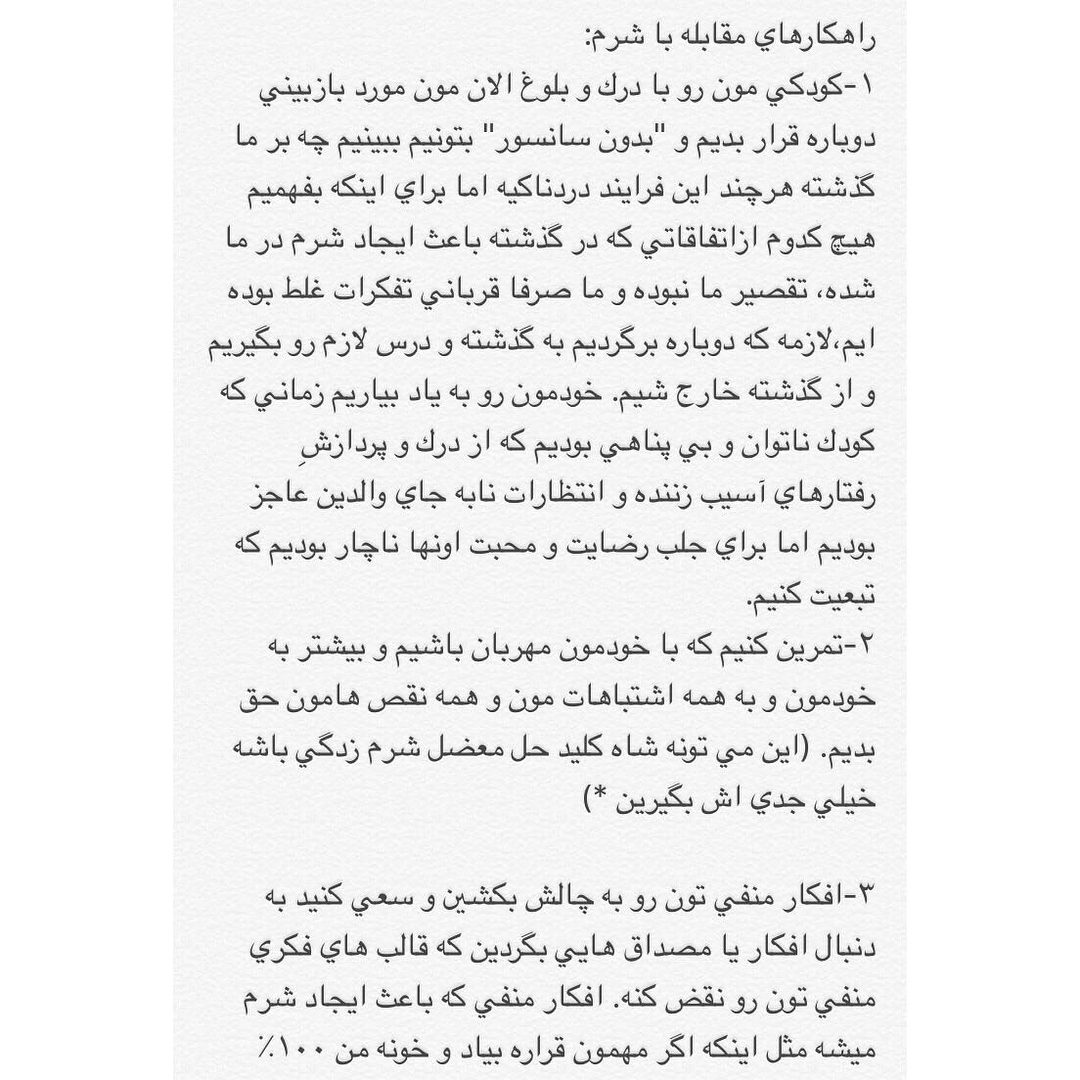 راهكارهاي مقابله با شرم:
۱-كودكي مون رو با درك و بلوغ الان مون مورد بازبيني
دوباره قرار بديم و "بدون سانسور" بتونيم ببينيم چه بر ما
گذشته هرچند اين فرايند دردناكيه اما براي اينكه بفهميم
هيچ كدوم ازاتفاقاتي كه در گذشته باعث ايجاد شرم در ما
شده، تقصير ما نبوده و ما صرفا قرباني تفكرات غلط بوده
ايم،لازمه كه دوباره برگرديم به گذشته و درس لازم رو بگيريم
و از گذشته خارج شيم. خودمون رو به ياد بياريم زماني كه
كودك ناتوان و بي پناهي بوديم كه از درك و پردازشِ
رفتارهاي آسيب زننده و انتظارات نابه جاي والدين عاجز
بوديم اما براي جلب رضايت و محبت اونها ناچار بوديم كه
تبعيت كنيم.
۲-تمرين كنيم كه با خودمون مهربان باشيم و بيشتر به
خودمون و به همه اشتباهات مون و همه نقص هامون حق
بديم. (اين مي تونه شاه كليد حل معضل شرم زدگي باشه
خيلي جدي اش بگيرين *)
۳-افكار منفي تون رو به چالش بكشين و سعي كنيد به
دنبال افكار يا مصداق هايي بگردين كه قالب هاي فكري
منفي تون رو نقض كنه. افكار منفي كه باعث ايجاد شرم
ميشه مثل اينكه اگر مهمون قراره بياد و خونه من ۱۰۰٪